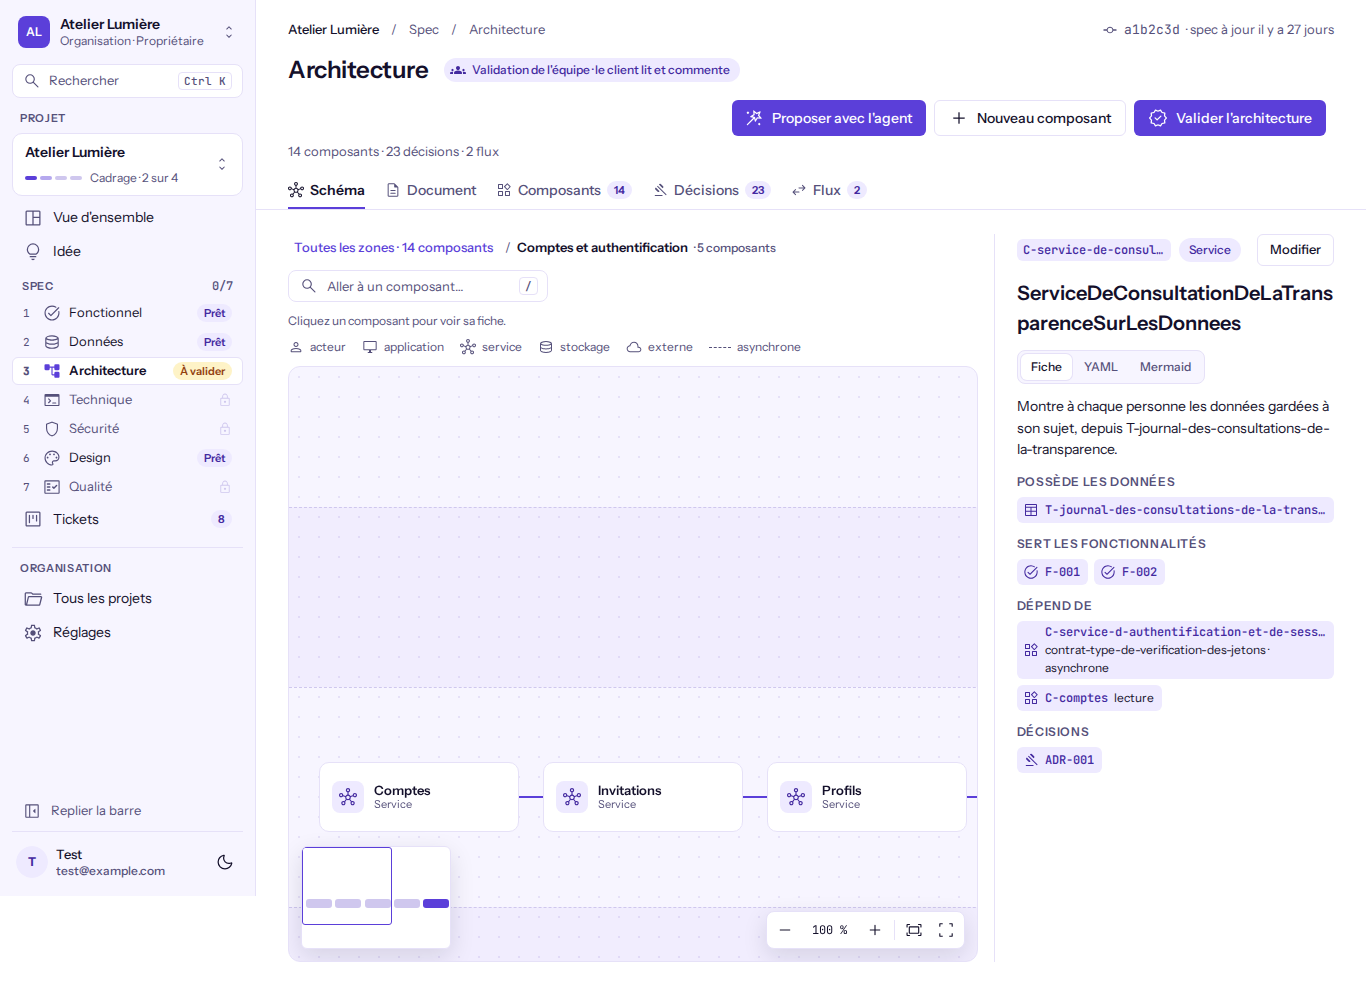 AL
Atelier Lumière
Organisation·Propriétaire
Rechercher
Ctrl K
PROJET
Atelier Lumière
Cadrage·2 sur 4
Vue d'ensemble
Idée
SPEC 0/7
1 Fonctionnel Prêt
2 Données Prêt
3 Architecture À valider
4 Technique
5 Sécurité
6 Design Prêt
7 Qualité
Tickets 8
ORGANISATION
Tous les projets
Réglages
Replier la barre
T
Test
test@example.com
Atelier Lumière / Spec / Architecture
a1b2c3d ·spec à jour il y a 27 jours
Architecture
Validation de l'équipe·le client lit et commente
Proposer avec l'agent
Nouveau composant
Valider l'architecture
14 composants·23 décisions·2 flux
Schéma
Document
Composants 14
Décisions 23
Flux 2
Toutes les zones·14 composants / Comptes et authentification ·5 composants
Aller à un composant… /
Cliquez un composant pour voir sa fiche.
acteur
application
service
stockage
externe
asynchrone
Comptes
Service
Invitations
Service
Profils
Service
100 %
C-service-de-consul…
Service
Modifier
ServiceDeConsultationDeLaTrans
parenceSurLesDonnees
Fiche
YAML
Mermaid
Montre à chaque personne les données gardées à
son sujet, depuis T-journal-des-consultations-de-
la-transparence.
POSSÈDE LES DONNÉES
T-journal-des-consultations-de-la-trans…
SERT LES FONCTIONNALITÉS
F-001
F-002
DÉPEND DE
C-service-d-authentification-et-de-sess…
contrat-type-de-verification-des-jetons·
asynchrone
C-comptes lecture
DÉCISIONS
ADR-001